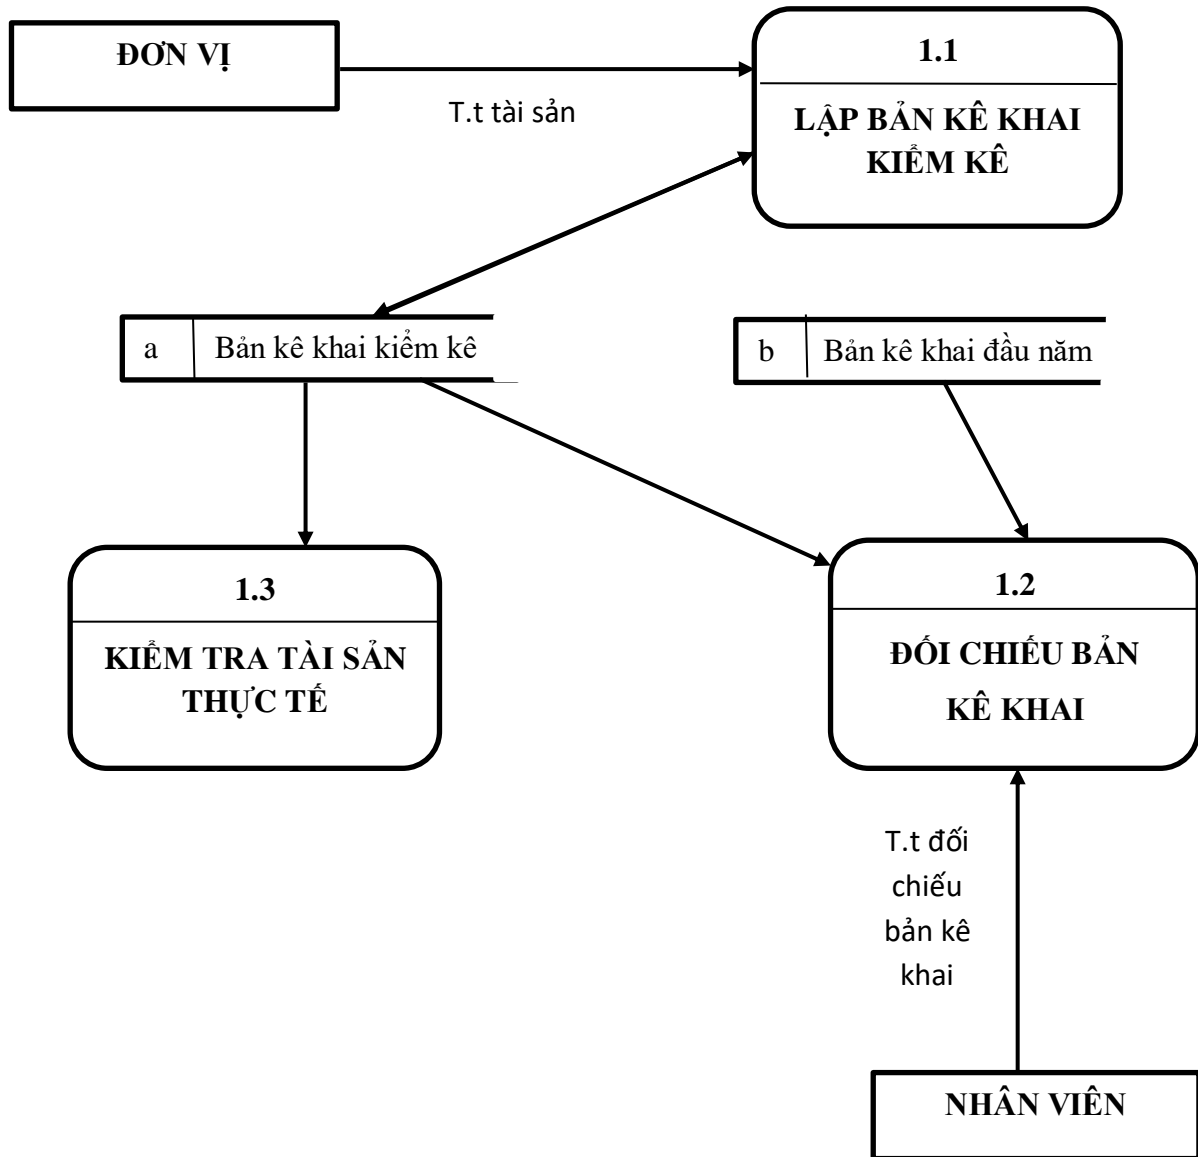 ĐƠN VỊ
1.1
T.t tài sản
LẬP BẢN KÊ KHAI
KIỂM KÊ
a
Bản kê khai kiểm kê
b
Bản kê khai đầu năm
1.3
KIỂM TRA TÀI SẢN
THỰC TẾ
1.2
ĐỐI CHIẾU BẢN
KÊ KHAI
T.t đối
chiếu
bản kê
khai
NHÂN VIÊN